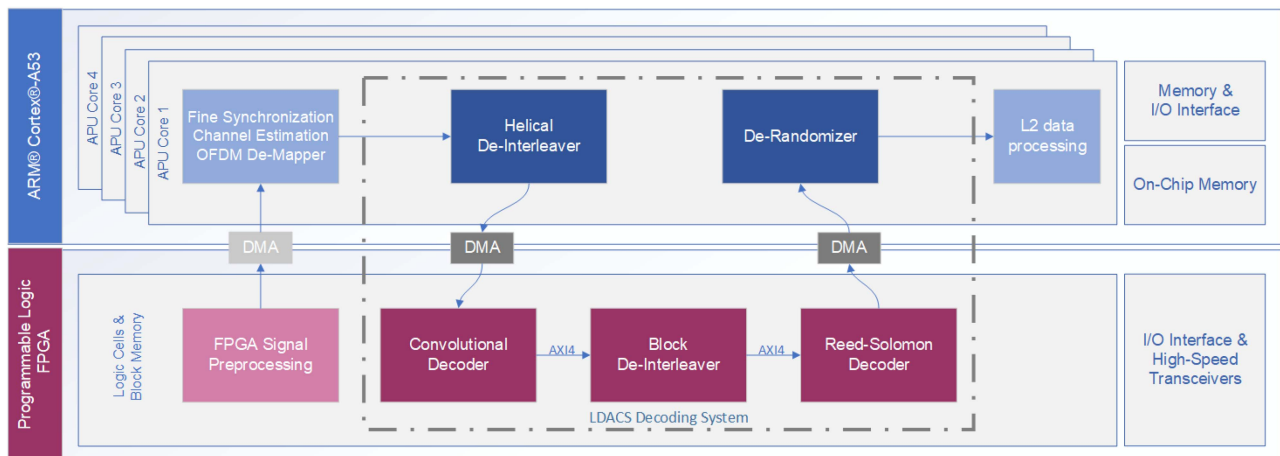 ARM® Cortex®-A53
APU Core 4
APU Core 3
APU Core 2
APU Core 1
Fine Synchronization
Channel Estimation
OFDM De-Mapper
Helical
De-Interleaver
De-Randomizer
L2 data
processing
Memory &
I/O Interface
On-Chip Memory
DMA
DMA
DMA
Programmable Logic
FPGA
Logic Cells &
Block Memory
FPGA Signal
Preprocessing
Convolutional
Decoder
AXI4
Block
De-Interleaver
AXI4
Reed-Solomon
Decoder
LDACS Decoding System
I/O Interface &
High-Speed
Transceivers